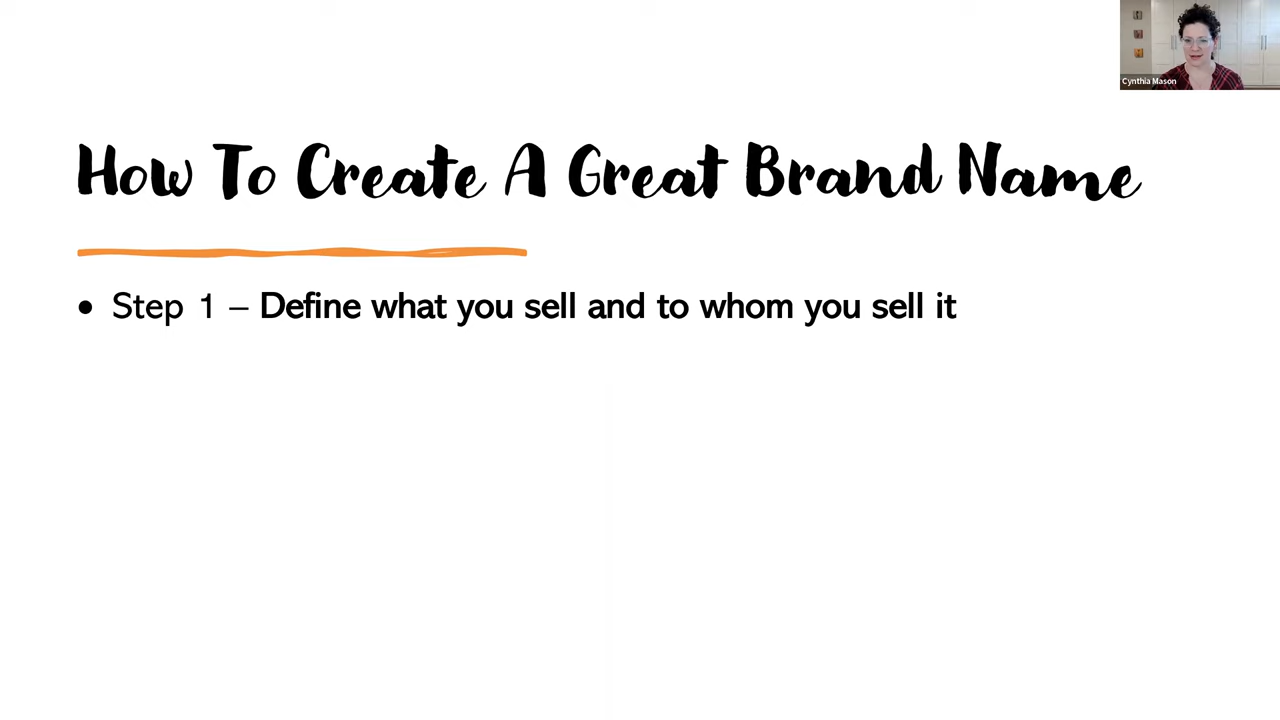 Cynthia Mason
How To Create A Great Brand Name
• Step 1 – Define what you sell and to whom you sell it